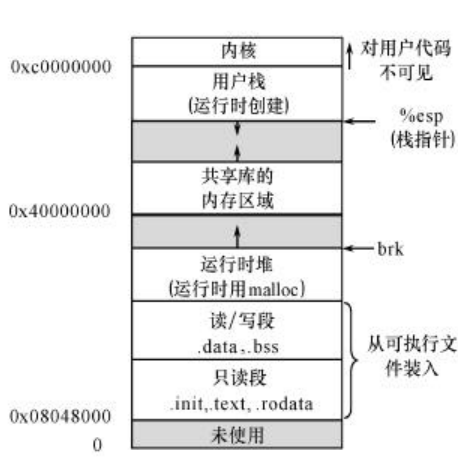 内核
对用户代码
不可见
0xc0000000
用户栈
(运行时创建)
%esp
(栈指针)
共享库的
内存区域
0x40000000
brk
运行时堆
(运行时用malloc)
读/写段
.data,.bss
从可执行文
件装入
只读段
.init,.text, .rodata
0x08048000
未使用
0